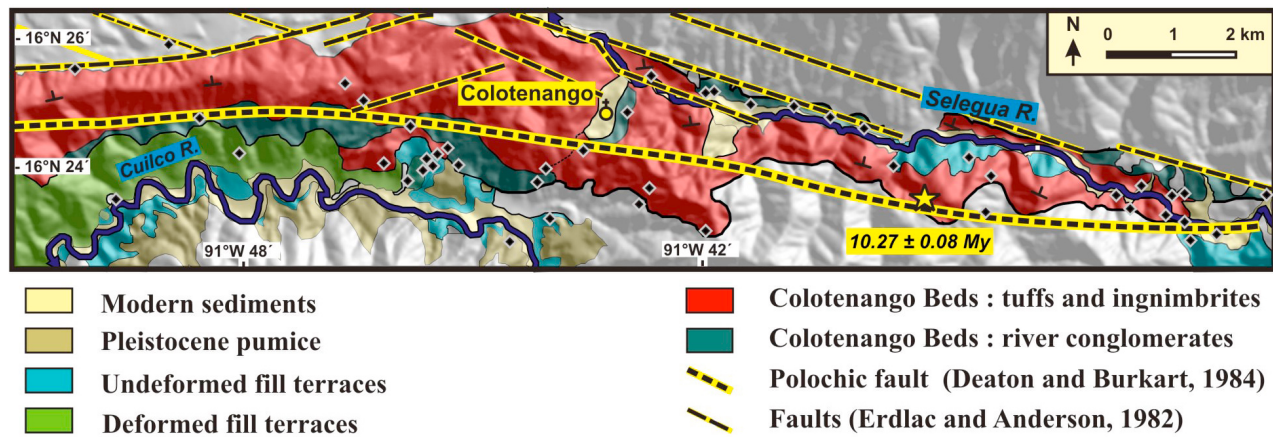 - 16°N 26´
N
0 1 2 km
Colotenango
Selequa R.
Cuilco R.
- 16°N 24´
91°W 48´
91°W 42´
10.27 ± 0.08 My
Modern sediments
Pleistocene pumice
Undeformed fill terraces
Deformed fill terraces
Colotenango Beds : tuffs and ingnimbrites
Colotenango Beds : river conglomerates
Polochic fault (Deaton and Burkart, 1984)
Faults (Erdlac and Anderson, 1982)